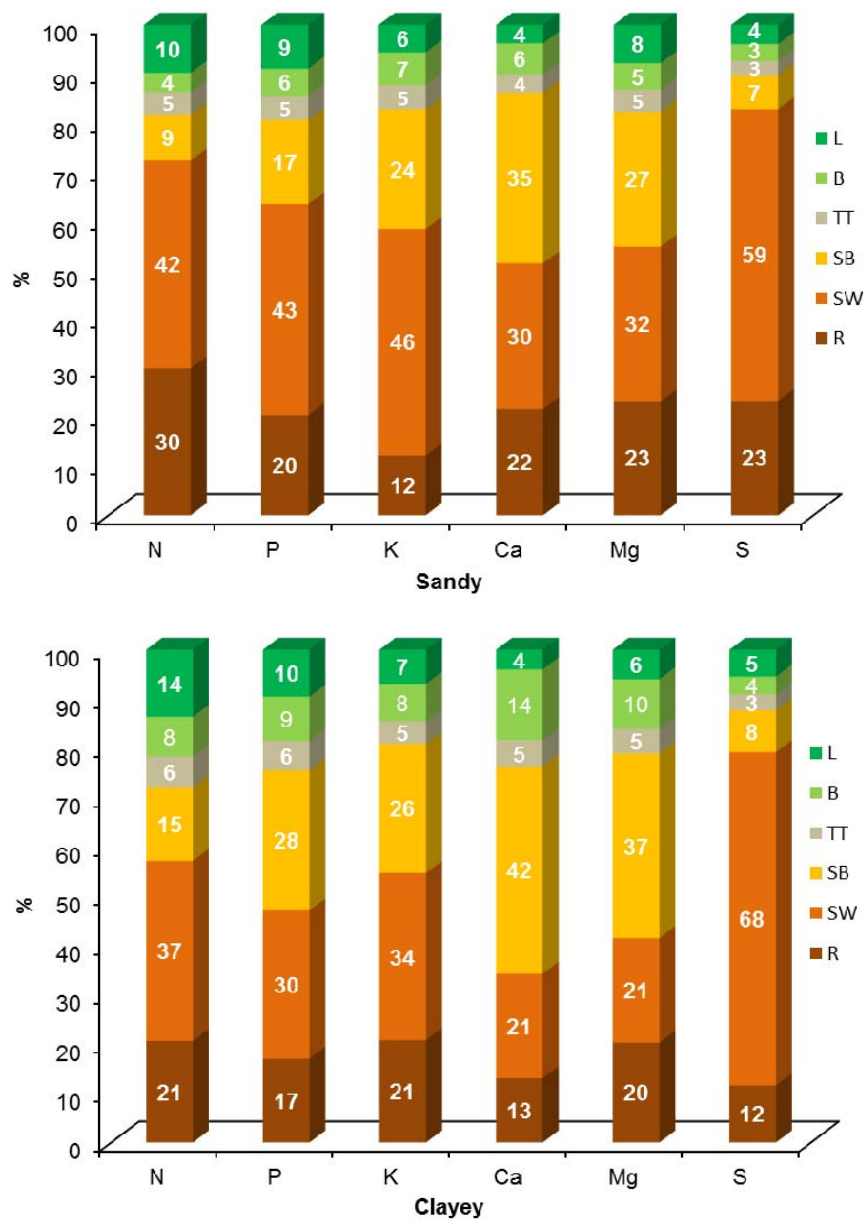 100
90
80
70
60
50
40
30
20
10
0
%
10 9 6 4 8 4
4 6 7 6 5 3
5 5 5 4 5 3
9 17 24 35 27 7
42 43 46 30 32 59
30 20 12 22 23 23
N P K Ca Mg S
Sandy
L
B
TT
SB
SW
R
100
90
80
70
60
50
40
30
20
10
0
%
14 10 7 4 6 5
8 9 8 14 10 4
6 6 5 5 5 3
15 28 26 42 37 8
37 30 34 21 21 68
21 17 21 13 20 12
N P K Ca Mg S
Clayey
L
B
TT
SB
SW
R